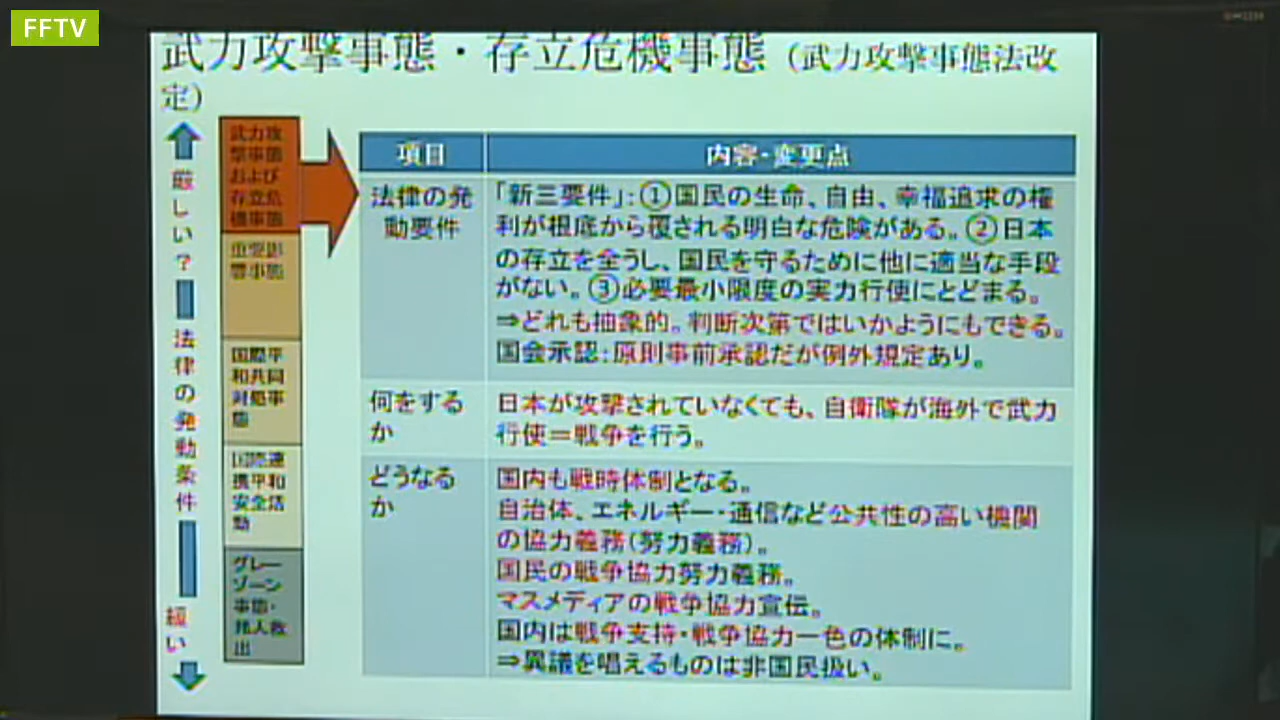 FFTV
武力攻撃事態・存立危機事態（武力攻撃事態法改
定）
厳しい？
法律の発動条件
緩い
武力攻
撃事態
および
存立危
機事態
重要影
響事態
国際平
和共同
対処事
態
国際連
携平和
安全活
動
グレー
ゾーン
事態・
邦人救
出
項目
内容・変更点
法律の発
動要件
「新三要件」：①国民の生命、自由、幸福追求の権
利が根底から覆される明白な危険がある。②日本
の存立を全うし、国民を守るために他に適当な手段
がない。③必要最小限度の実力行使にとどまる。
⇒どれも抽象的。判断次第ではいかようにもできる。
国会承認：原則事前承認だが例外規定あり。
何をする
か
日本が攻撃されていなくても、自衛隊が海外で武力
行使＝戦争を行う。
どうなる
か
国内も戦時体制となる。
自治体、エネルギー・通信など公共性の高い機関
の協力義務（努力義務）。
国民の戦争協力努力義務。
マスメディアの戦争協力宣伝。
国内は戦争支持・戦争協力一色の体制に。
⇒異議を唱えるものは非国民扱い。